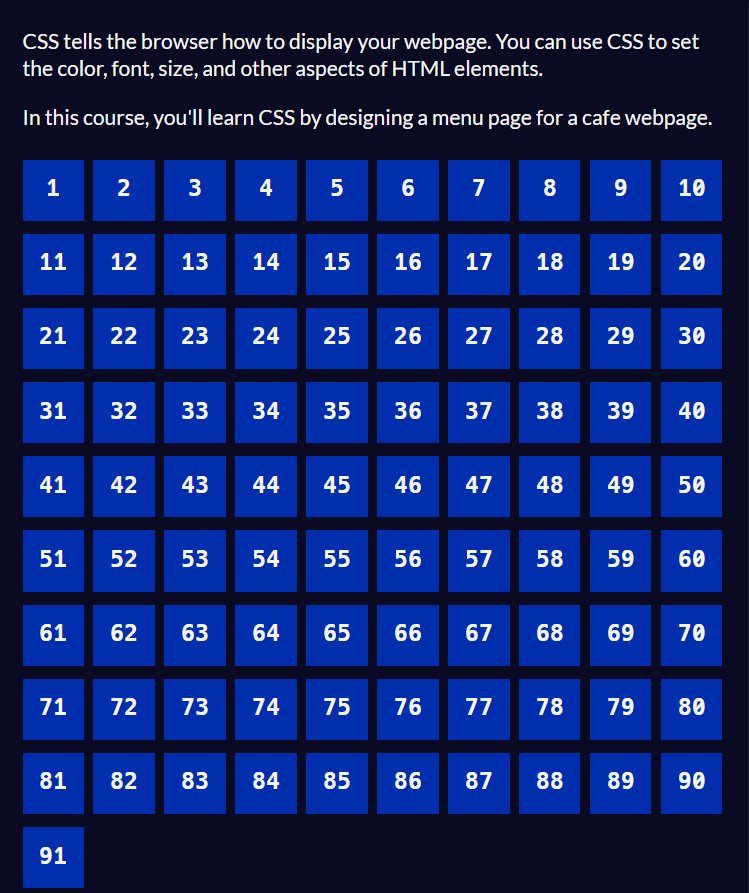 CSS tells the browser how to display your webpage. You can use CSS to set
the color, font, size, and other aspects of HTML elements.
In this course, you'll learn CSS by designing a menu page for a cafe webpage.
1 2 3 4 5 6 7 8 9 10
11 12 13 14 15 16 17 18 19 20
21 22 23 24 25 26 27 28 29 30
31 32 33 34 35 36 37 38 39 40
41 42 43 44 45 46 47 48 49 50
51 52 53 54 55 56 57 58 59 60
61 62 63 64 65 66 67 68 69 70
71 72 73 74 75 76 77 78 79 80
81 82 83 84 85 86 87 88 89 90
91